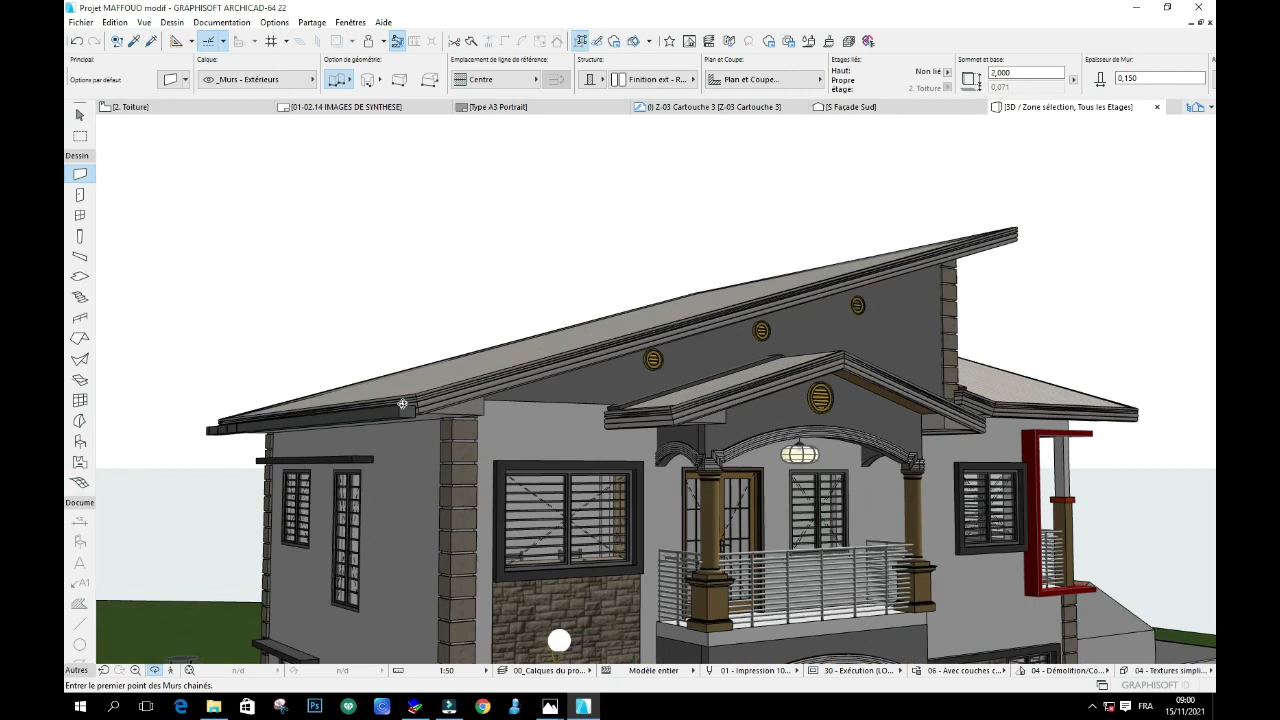 Projet MAFFOUO modif - GRAPHISOFT ARCHICAD-64 22
Fichier Edition Vue Dessin Documentation Options Partage Fenêtres Aide
Principal: Option de géométrie: Emplacement de ligne de référence: Structure: Plan et Coupe: Etages liés: Sommet et base: Epaisseur de Mur:
Haut: Non lié 2,000
Options par défaut _Murs - Extérieurs Centre Finition ext - R... Plan et Coupe... Propre 0,150
étage: 2. Toiture 0,071
[2. Toiture] [01-02.14 IMAGES DE SYNTHESE] [Type A3 Portrait] (I) Z-03 Cartouche 3 [Z-03 Cartouche 3] [S Façade Sud] [3D / Zone sélection, Tous les Etages]
Dessin
Docume
A
A1
Autres n/d n/d 1:50 00_Calques du pro... Modèle entier 01 - Impression 10... 30 - Exécution (LO... 06 - Avec couches c... 04 - Démolition/Co... 04 - Textures simpli...
Entrer le premier point des Murs chaînés. GRAPHISOFT ID
Ps FRA 09:00
15/11/2021